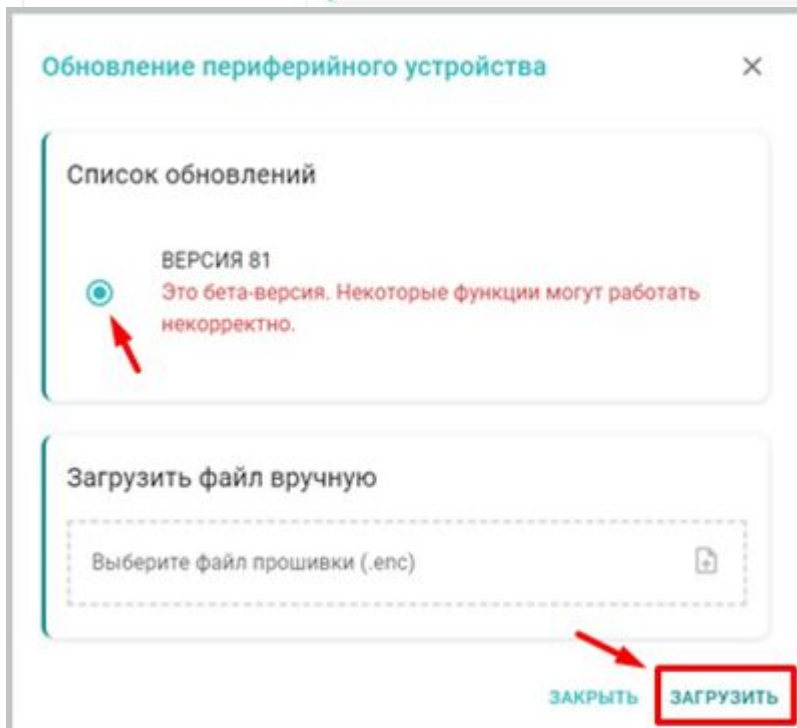 Обновление периферийного устройства
Список обновлений
ВЕРСИЯ 81
Это бета-версия. Некоторые функции могут работать
некорректно.
Загрузить файл вручную
Выберите файл прошивки (.enc)
ЗАКРЫТЬ ЗАГРУЗИТЬ